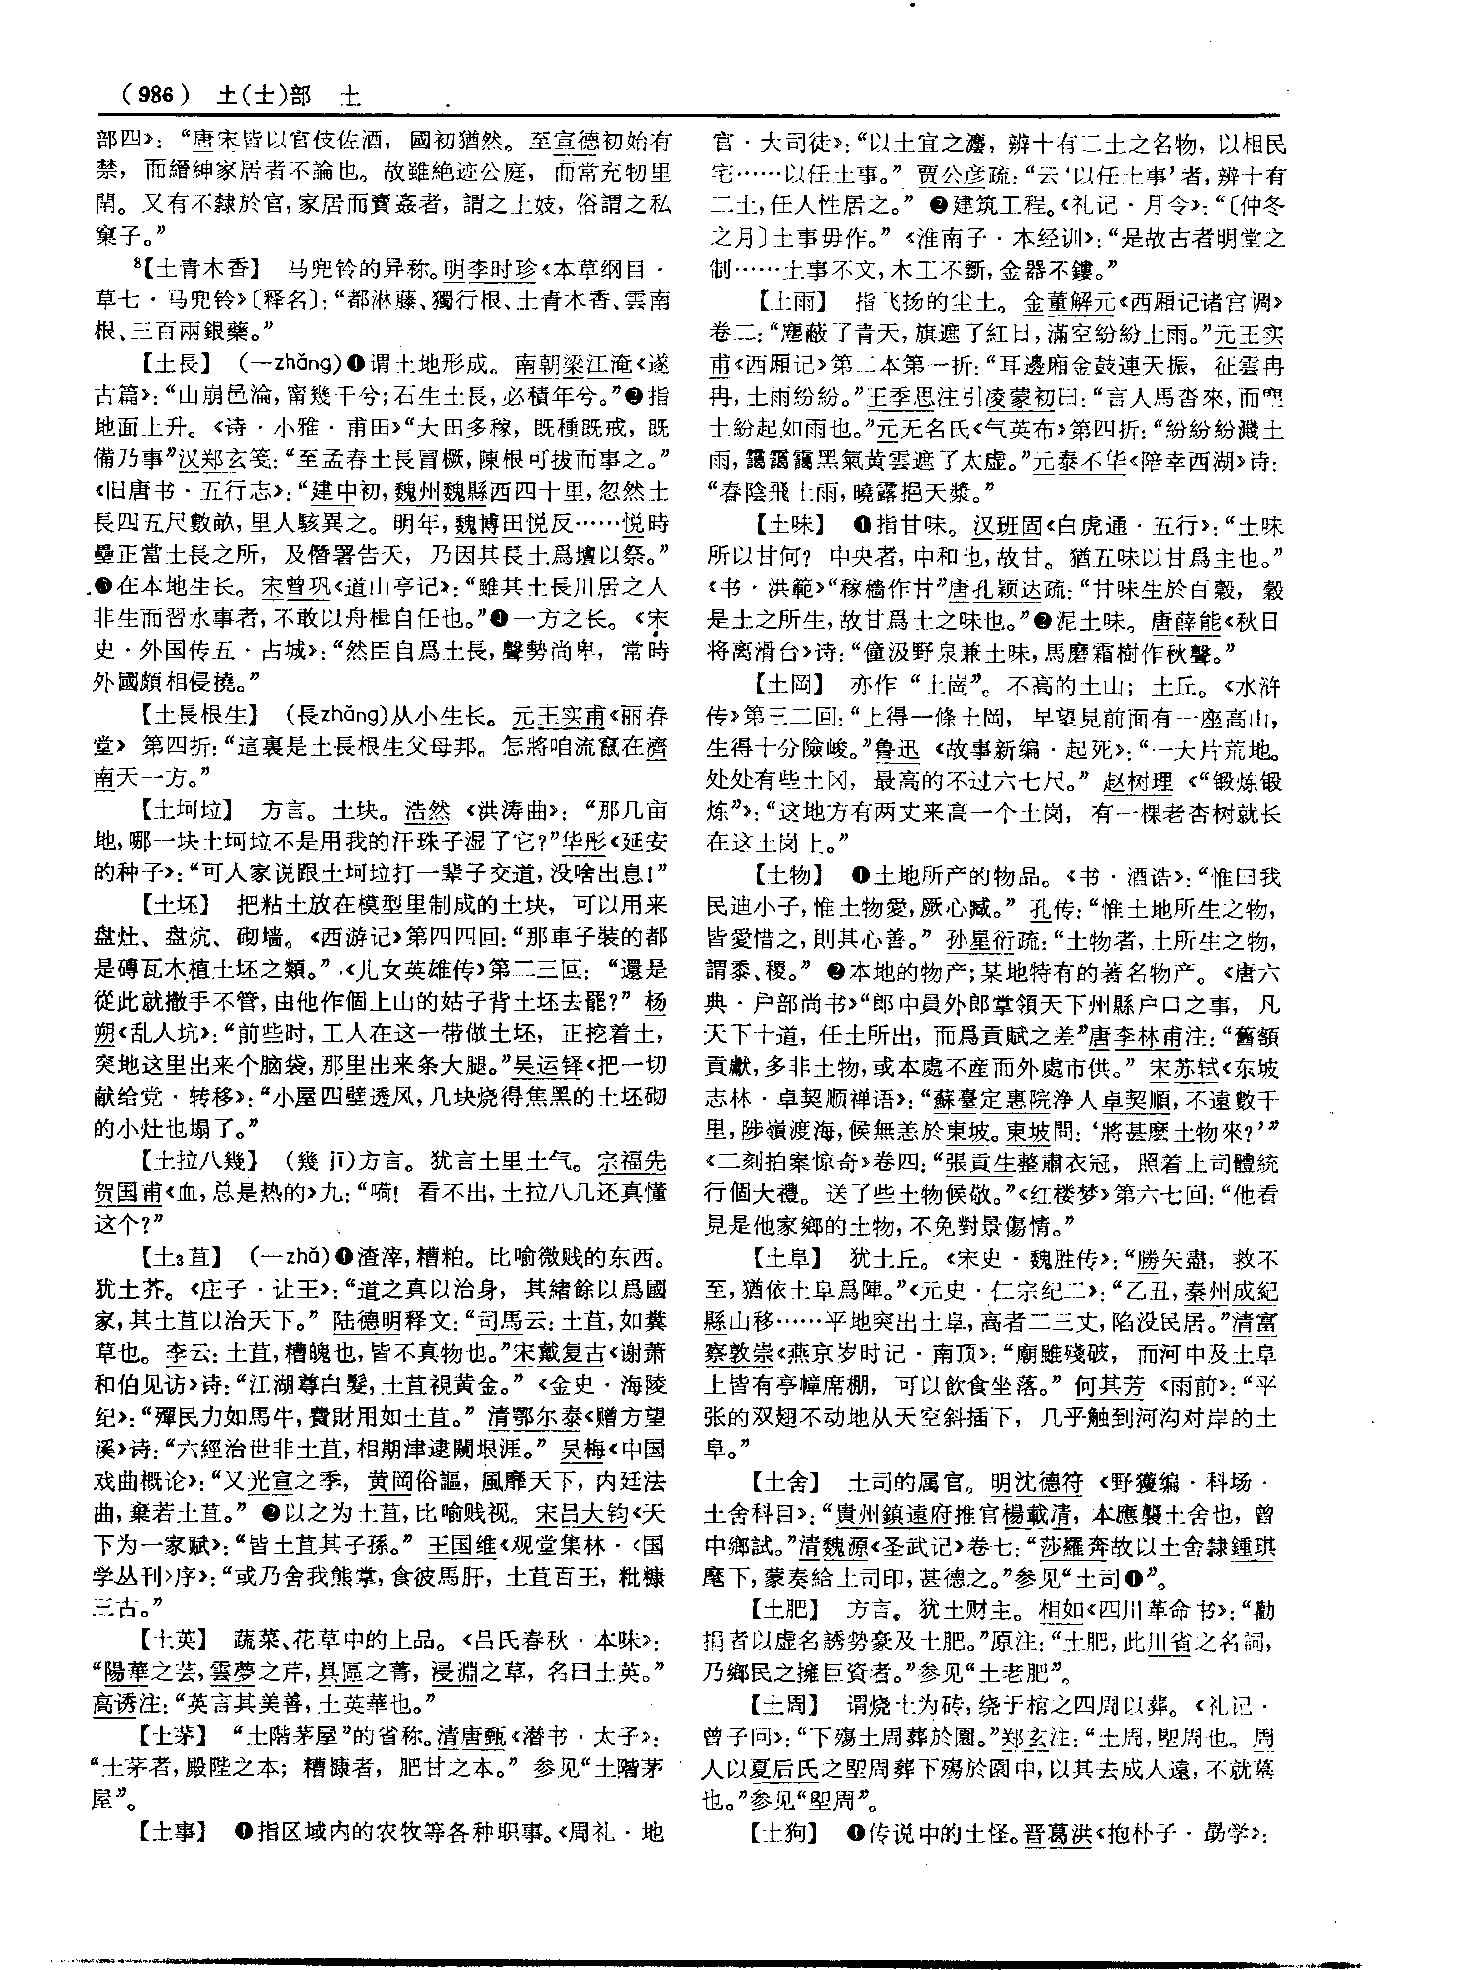 （986） 土(士)部 土
部四》：“唐宋皆以官伎佐酒，國初猶然。至宣德初始有
禁，而縉紳家居者不論也。故雖絶迹公庭，而常充牣里
閈。又有不隸於官，家居而賣姦者，謂之土妓，俗謂之私
窠子。”
8【土青木香】 马兜铃的异称。明李时珍《本草纲目·
草七·马兜铃》〔释名〕：“都淋藤、獨行根、土青木香、雲南
根、三百兩銀藥。”
【土長】 （一zhǎng）❶谓土地形成。南朝梁江淹《遂
古篇》：“山崩邑淪，甯幾千兮；石生土長，必積年兮。”❷指
地面上升。《诗·小雅·甫田》“大田多稼，既種既戒，既
備乃事”汉郑玄笺：“至孟春土長冒橛，陳根可拔而事之。”
《旧唐书·五行志》：“建中初，魏州魏縣西四十里，忽然土
長四五尺數畝，里人駭異之。明年，魏博田悦反……悦時
壘正當土長之所，及僭署告天，乃因其長土爲壇以祭。”
❸在本地生长。宋曾巩《道山亭记》：“雖其土長川居之人
非生而習水事者，不敢以舟楫自任也。”❹一方之长。《宋
史·外国传五·占城》：“然臣自爲土長，聲勢尚卑，常時
外國頗相侵撓。”
【土長根生】 （長zhǎng）从小生长。元王实甫《丽春
堂》第四折：“這裏是土長根生父母邦。怎將咱流竄在濟
南天一方。”
【土坷垃】 方言。土块。浩然《洪涛曲》：“那几亩
地，哪一块土坷垃不是用我的汗珠子湿了它？”华彤《延安
的种子》：“可人家说跟土坷垃打一辈子交道，没啥出息！”
【土坯】 把粘土放在模型里制成的土块，可以用来
盘灶、盘炕、砌墙。《西游记》第四四回：“那車子裝的都
是磚瓦木植土坯之類。”《儿女英雄传》第二三回：“還是
從此就撒手不管，由他作個上山的姑子背土坯去罷？”杨
朔《乱人坑》：“前些时，工人在这一带做土坯，正挖着土，
突地这里出来个脑袋，那里出来条大腿。”吴运铎《把一切
献给党·转移》：“小屋四壁透风，几块烧得焦黑的土坯砌
的小灶也塌了。”
【土拉八幾】 （幾 jī）方言。犹言土里土气。宗福先
贺国甫《血，总是热的》九：“嗬！看不出，土拉八几还真懂
这个？”
【土3苴】 （一zhǎ）❶渣滓，糟粕。比喻微贱的东西。
犹土芥。《庄子·让王》：“道之真以治身，其緒餘以爲國
家，其土苴以治天下。”陆德明释文：“司馬云：土苴，如糞
草也。李云：土苴，糟魄也，皆不真物也。”宋戴复古《谢萧
和伯见访》诗：“江湖尊白髮，土苴視黄金。”《金史·海陵
纪》：“殫民力如馬牛，費財用如土苴。”清鄂尔泰《赠方望
溪》诗：“六經治世非土苴，相期津逮闢垠涯。”吴梅《中国
戏曲概论》：“又光宣之季，黄岡俗謳，風靡天下，内廷法
曲，棄若土苴。”❷以之为土苴，比喻贱视。宋吕大钧《天
下为一家赋》：“皆土苴其子孫。”王国维《观堂集林·〈国
学丛刊〉序》：“或乃舍我熊掌，食彼馬肝，土苴百王，秕糠
三古。”
【土英】 蔬菜、花草中的上品。《吕氏春秋·本味》：
“陽華之芸，雲夢之芹，具區之菁，浸淵之草，名曰土英。”
高诱注：“英言其美善，土英華也。”
【土茅】 “土階茅屋”的省称。清唐甄《潜书·太子》：
“土茅者，殿陛之本；糟糠者，肥甘之本。”参见“土階茅
屋”。
【土事】 ❶指区域内的农牧等各种职事。《周礼·地
官·大司徒》：“以土宜之灋，辨十有二土之名物，以相民
宅……以任土事。”贾公彦疏：“云‘以任土事’者，辨十有
二土，任人性居之。”❷建筑工程。《礼记·月令》：“〔仲冬
之月〕土事毋作。”《淮南子·本经训》：“是故古者明堂之
制……土事不文，木工不斲，金器不鏤。”
【土雨】 指飞扬的尘土。金董解元《西厢记诸宫调》
卷二：“塵蔽了青天，旗遮了紅日，滿空紛紛土雨。”元王实
甫《西厢记》第二本第一折：“耳邊廂金鼓連天振，征雲冉
冉，土雨纷纷。”王季思注引凌蒙初曰：“言人馬沓來，而塵
土紛起如雨也。”元无名氏《气英布》第四折：“紛紛紛濺土
雨，靄靄靄黑氣黄雲遮了太虚。”元泰不华《陪幸西湖》诗：
“春陰飛土雨，曉露挹天漿。”
【土味】 ❶指甘味。汉班固《白虎通·五行》：“土味
所以甘何？中央者，中和也，故甘。猶五味以甘爲主也。”
《书·洪範》“稼穡作甘”唐孔颖达疏：“甘味生於百穀，穀
是土之所生，故甘爲土之味也。”❷泥土味。唐薛能《秋日
将离滑台》诗：“僮汲野泉兼土味，馬磨霜樹作秋聲。”
【土岡】 亦作“土崗”。不高的土山；土丘。《水浒
传》第三二回：“上得一條土岡，早望見前面有一座高山，
生得十分險峻。”鲁迅《故事新编·起死》：“一大片荒地。
处处有些土冈，最高的不过六七尺。”赵树理《“锻炼锻
炼”》：“这地方有两丈来高一个土岗，有一棵老杏树就长
在这土岗上。”
【土物】 ❶土地所产的物品。《书·酒诰》：“惟曰我
民迪小子，惟土物愛，厥心臧。”孔传：“惟土地所生之物，
皆愛惜之，則其心善。”孙星衍疏：“土物者，土所生之物，
謂黍、稷。”❷本地的物产；某地特有的著名物产。《唐六
典·户部尚书》“郎中員外郎掌領天下州縣户口之事，凡
天下十道，任土所出，而爲貢賦之差”唐李林甫注：“舊額
貢獻，多非土物，或本處不産而外處市供。”宋苏轼《东坡
志林·卓契顺禅语》：“蘇臺定惠院浄人卓契順，不遠數千
里，陟嶺渡海，候無恙於東坡。東坡問：‘將甚麽土物來？’”
《二刻拍案惊奇》卷四：“張貢生整肅衣冠，照着上司體統
行個大禮。送了些土物候敬。”《红楼梦》第六七回：“他看
見是他家鄉的土物，不免對景傷情。”
【土阜】 犹土丘。《宋史·魏胜传》：“勝矢盡，救不
至，猶依土阜爲陣。”《元史·仁宗纪二》：“乙丑，秦州成紀
縣山移……平地突出土阜，高者二三丈，陷没民居。”清富
察敦崇《燕京岁时记·南顶》：“廟雖殘破，而河中及土阜
上皆有亭幛席棚，可以飲食坐落。”何其芳《雨前》：“平
张的双翅不动地从天空斜插下，几乎触到河沟对岸的土
阜。”
【土舍】 土司的属官。明沈德符《野獲编·科场·
土舍科目》：“貴州鎮遠府推官楊載清，本應襲土舍也，曾
中鄉試。”清魏源《圣武记》卷七：“莎羅奔故以土舍隸鍾琪
麾下，蒙奏給土司印，甚德之。”参见“土司❶”。
【土肥】 方言。犹土财主。相如《四川革命书》：“勸
捐者以虚名誘勢豪及土肥。”原注：“土肥，此川省之名詞，
乃鄉民之擁巨資者。”参见“土老肥”。
【土周】 谓烧土为砖，绕于棺之四周以葬。《礼记·
曾子问》：“下殤土周葬於園。”郑玄注：“土周，堲周也。周
人以夏后氏之堲周葬下殤於園中，以其去成人遠，不就墓
也。”参见“堲周”。
【土狗】 ❶传说中的土怪。晋葛洪《抱朴子·勗学》：